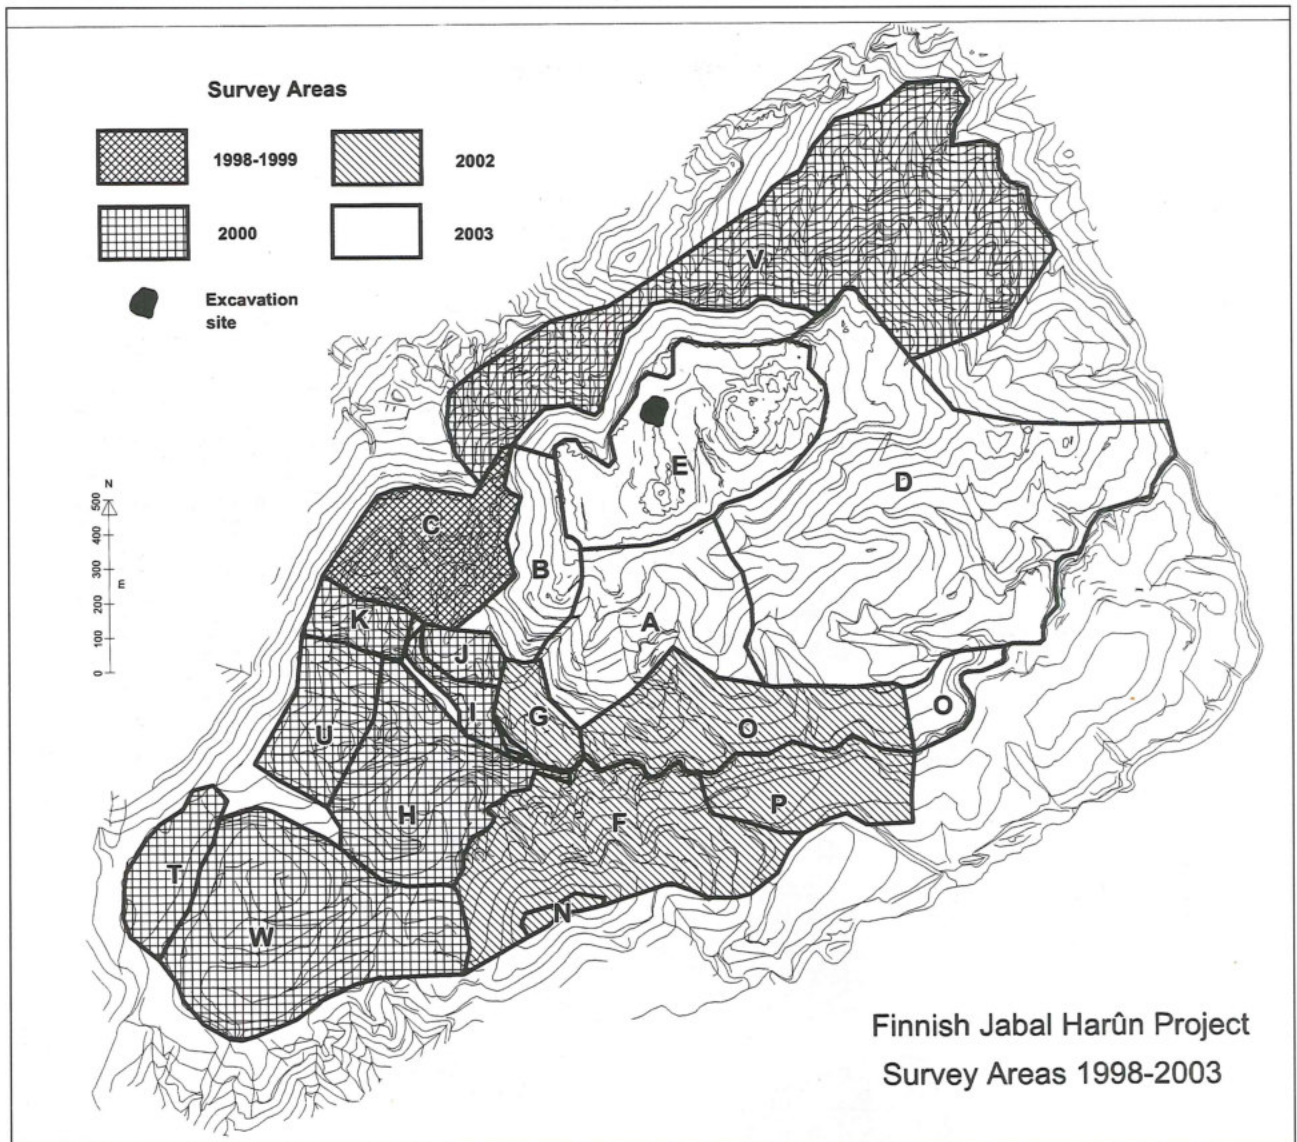 Survey Areas
1998-1999
2002
2000
2003
Excavation
site
V
E
D
C
N
500
400
300
200
100
0
m
B
K
A
J
I
G
O
O
U
H
F
P
T
W
N
Finnish Jabal Harûn Project
Survey Areas 1998-2003